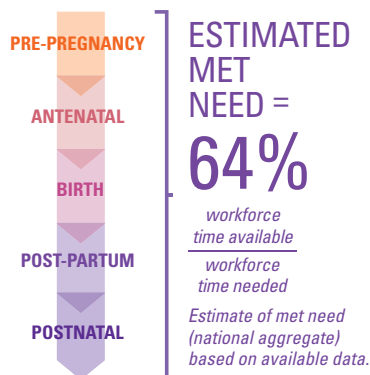 PRE-PREGNANCY
ANTENATAL
BIRTH
POST-PARTUM
POSTNATAL
ESTIMATED
MET
NEED =
64%
workforce
time available
workforce
time needed
Estimate of met need
(national aggregate)
based on available data.